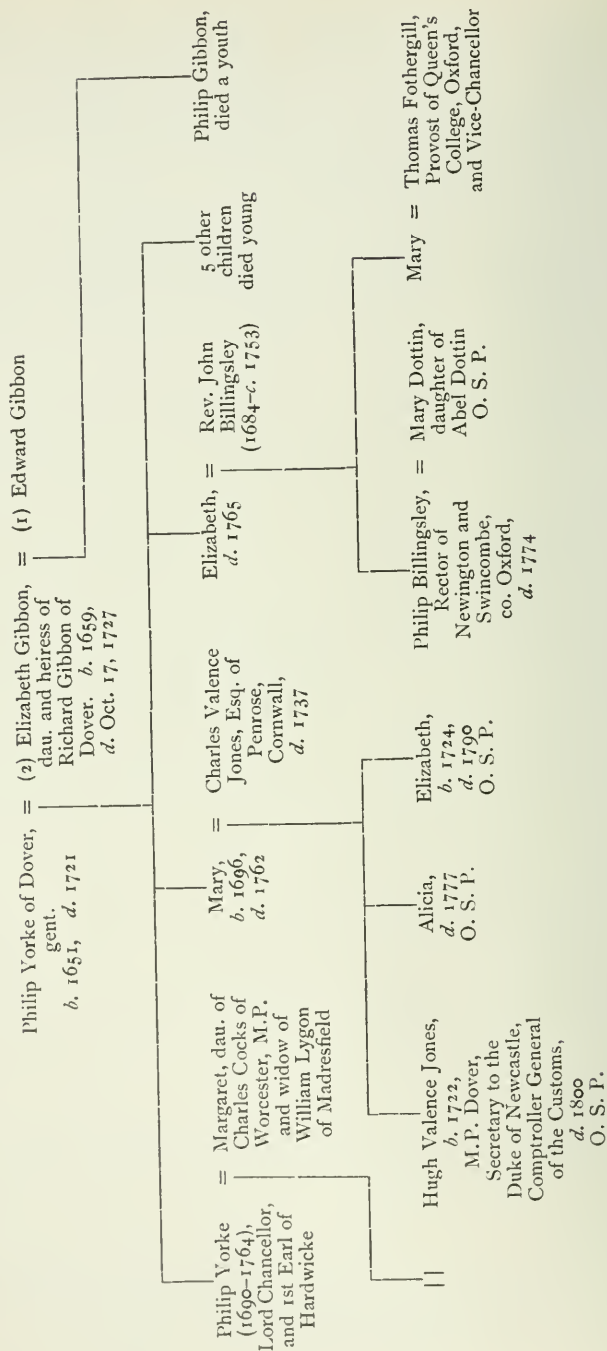 Philip Yorke of Dover, = (2) Elizabeth Gibbon, = (1) Edward Gibbon
gent.
b. 1651, d. 1721
dau. and heiress of
Richard Gibbon of
Dover. b. 1659,
d. Oct. 17, 1727
Philip Yorke
(1690–1764),
Lord Chancellor,
and 1st Earl of
Hardwicke
=
Margaret, dau. of
Charles Cocks of
Worcester, M.P.
and widow of
William Lygon
of Madresfield
Mary,
b. 1696,
d. 1762
=
Charles Valence
Jones, Esq. of
Penrose,
Cornwall,
d. 1737
Elizabeth,
d. 1765
=
Rev. John
Billingsley
(1684–c. 1753)
5 other
children
died young
Philip Gibbon,
died a youth
Hugh Valence Jones,
b. 1722,
M.P. Dover,
Secretary to the
Duke of Newcastle,
Comptroller General
of the Customs,
d. 1800
O. S. P.
Alicia,
d. 1777
O. S. P.
Elizabeth,
b. 1724,
d. 1790
O. S. P.
Philip Billingsley,
Rector of
Newington and
Swincombe,
co. Oxford,
d. 1774
=
Mary Dottin,
daughter of
Abel Dottin
O. S. P.
Mary
=
Thomas Fothergill,
Provost of Queen's
College, Oxford,
and Vice-Chancellor